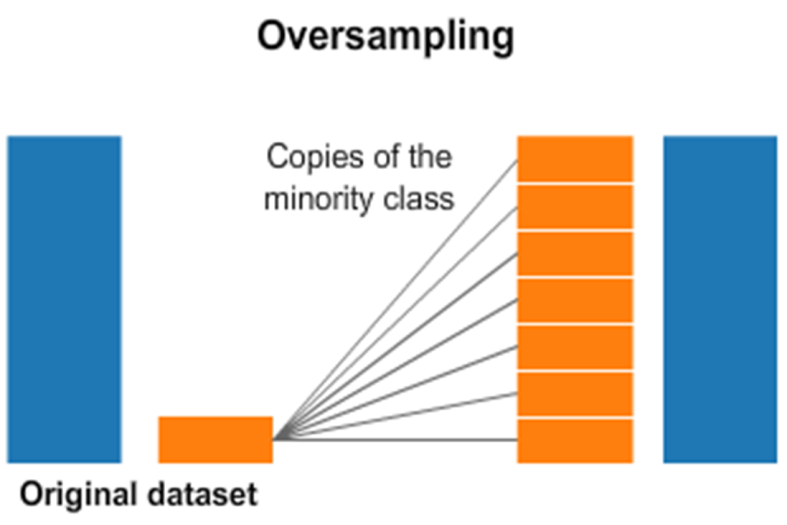 Oversampling
Copies of the
minority class
Original dataset